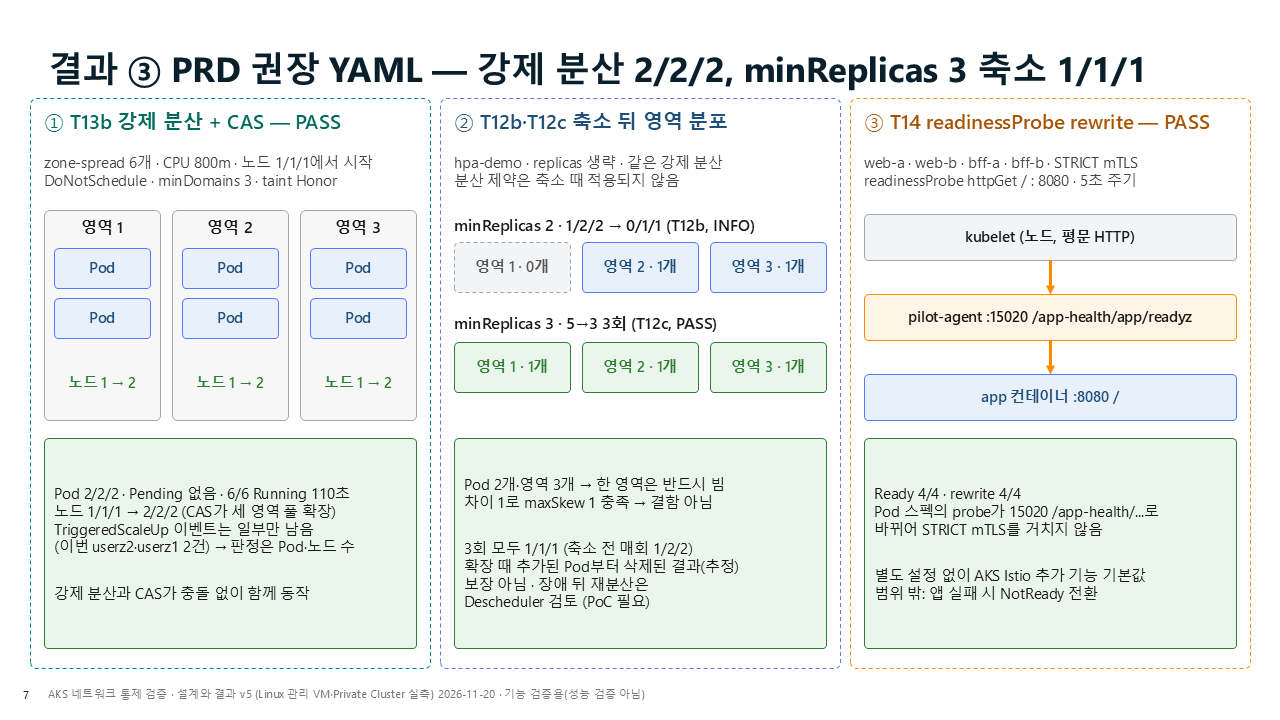 결과 ③ PRD 권장 YAML — 강제 분산 2/2/2, minReplicas 3 축소 1/1/1
① T13b 강제 분산 + CAS — PASS
zone-spread 6개 · CPU 800m · 노드 1/1/1에서 시작
DoNotSchedule · minDomains 3 · taint Honor
영역 1
영역 2
영역 3
Pod
Pod
Pod
Pod
Pod
Pod
노드 1 → 2
노드 1 → 2
노드 1 → 2
Pod 2/2/2 · Pending 없음 · 6/6 Running 110초
노드 1/1/1 → 2/2/2 (CAS가 세 영역 풀 확장)
TriggeredScaleUp 이벤트는 일부만 남음
(이번 userz2·userz1 2건) → 판정은 Pod·노드 수
강제 분산과 CAS가 충돌 없이 함께 동작
② T12b·T12c 축소 뒤 영역 분포
hpa-demo · replicas 생략 · 같은 강제 분산
분산 제약은 축소 때 적용되지 않음
minReplicas 2 · 1/2/2 → 0/1/1 (T12b, INFO)
영역 1 · 0개
영역 2 · 1개
영역 3 · 1개
minReplicas 3 · 5→3 3회 (T12c, PASS)
영역 1 · 1개
영역 2 · 1개
영역 3 · 1개
Pod 2개·영역 3개 → 한 영역은 반드시 빔
차이 1로 maxSkew 1 충족 → 결함 아님
3회 모두 1/1/1 (축소 전 매회 1/2/2)
확장 때 추가된 Pod부터 삭제된 결과(추정)
보장 아님 · 장애 뒤 재분산은
Descheduler 검토 (PoC 필요)
③ T14 readinessProbe rewrite — PASS
web-a · web-b · bff-a · bff-b · STRICT mTLS
readinessProbe httpGet / : 8080 · 5초 주기
kubelet (노드, 평문 HTTP)
pilot-agent :15020 /app-health/app/readyz
app 컨테이너 :8080 /
Ready 4/4 · rewrite 4/4
Pod 스펙의 probe가 15020 /app-health/...로
바뀌어 STRICT mTLS를 거치지 않음
별도 설정 없이 AKS Istio 추가 기능 기본값
범위 밖: 앱 실패 시 NotReady 전환
7 AKS 네트워크 통제 검증 · 설계와 결과 v5 (Linux 관리 VM·Private Cluster 실측) 2026-11-20 · 기능 검증용(성능 검증 아님)